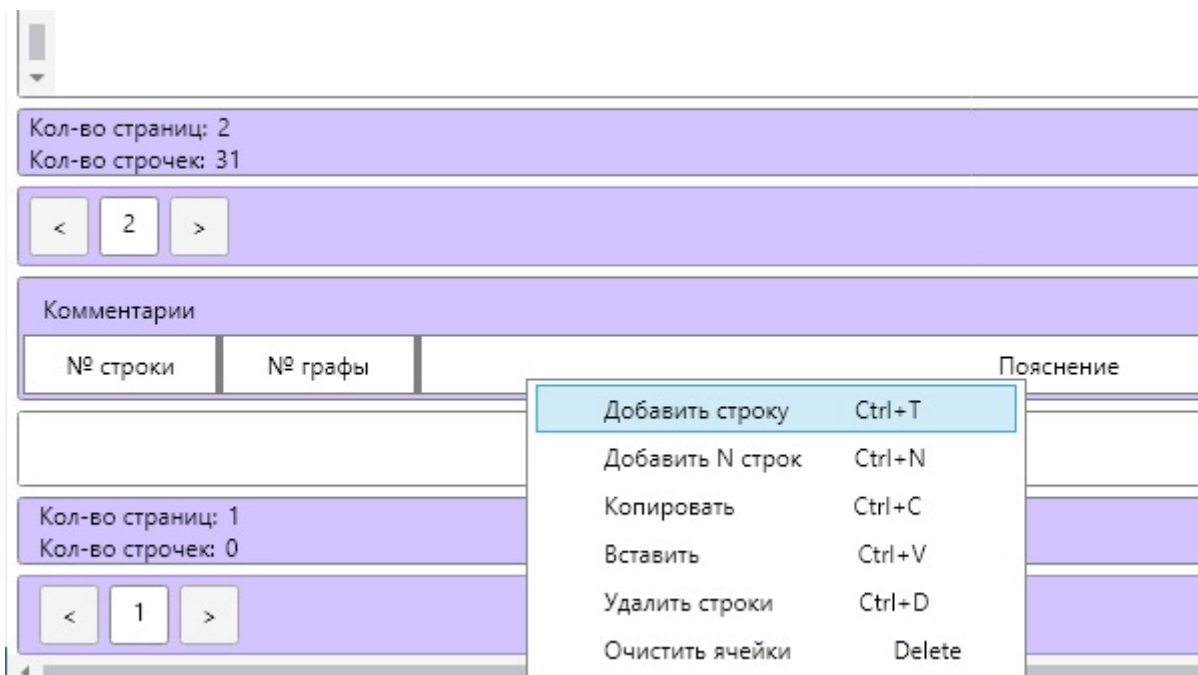 Кол-во страниц: 2
Кол-во строчек: 31
< 2 >
Комментарии
№ строки № графы Пояснение
Добавить строку Ctrl+T
Добавить N строк Ctrl+N
Копировать Ctrl+C
Вставить Ctrl+V
Удалить строки Ctrl+D
Очистить ячейки Delete
Кол-во страниц: 1
Кол-во строчек: 0
< 1 >